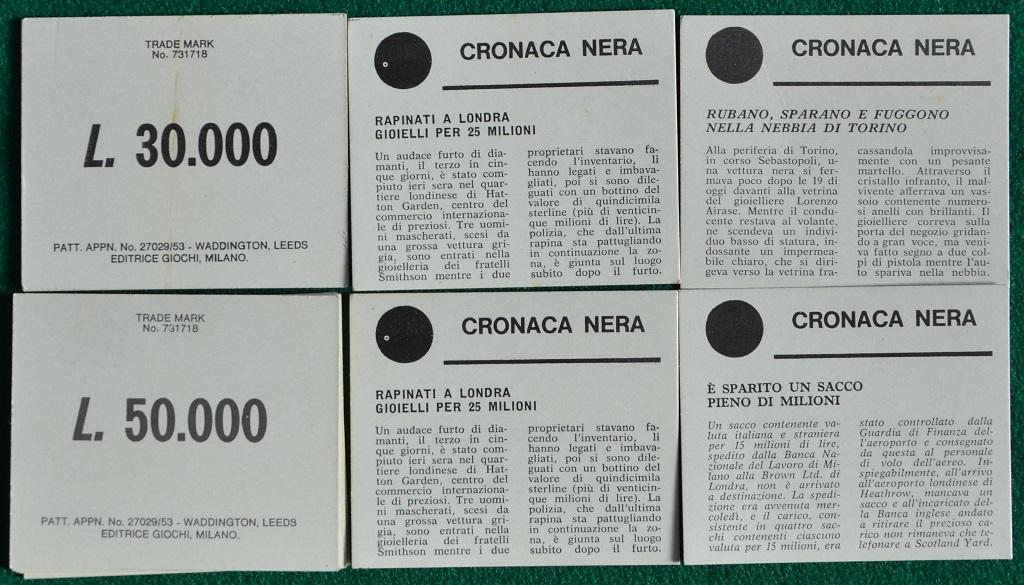 TRADE MARK
No. 731718
L. 30.000
PATT. APPN. No. 27029/53 - WADDINGTON, LEEDS
EDITRICE GIOCHI, MILANO.
CRONACA NERA
RAPINATI A LONDRA
GIOIELLI PER 25 MILIONI
Un audace furto di dia-
manti, il terzo in cin-
que giorni, è stato com-
piuto ieri sera nel quar-
tiere londinese di Hat-
ton Garden, centro del
commercio internaziona-
le di preziosi. Tre uomi-
ni mascherati, scesi da
una grossa vettura gri-
gia, sono entrati nella
gioielleria dei fratelli
Smithson mentre i due
proprietari stavano fa-
cendo l'inventario, li
hanno legati e imbava-
gliati, poi si sono dile-
guati con un bottino del
valore di quindicimila
sterline (più di venticin-
que milioni di lire). La
polizia, che dall'ultima
rapina sta pattugliando
in continuazione la zo-
na, è giunta sul luogo
subito dopo il furto.
CRONACA NERA
RUBANO, SPARANO E FUGGONO
NELLA NEBBIA DI TORINO
Alla periferia di Torino,
in corso Sebastopoli, u-
na vettura nera si fer-
mava poco dopo le 19 di
oggi davanti alla vetrina
del gioielliere Lorenzo
Airase. Mentre il condu-
cente restava al volante,
ne scendeva un indivi-
duo basso di statura, in-
dossante un impermea-
bile chiaro, che si diri-
geva verso la vetrina fra-
cassandola improvvisa-
mente con un pesante
martello. Attraverso il
cristallo infranto, il mal-
vivente afferrava un vas-
soio contenente numero-
si anelli con brillanti. Il
gioielliere correva sulla
porta del negozio gridan-
do a gran voce, ma veni-
va fatto segno a due col-
pi di pistola mentre l'au-
to spariva nella nebbia.
TRADE MARK
No. 731718
L. 50.000
PATT. APPN. No. 27029/53 - WADDINGTON, LEEDS
EDITRICE GIOCHI, MILANO.
CRONACA NERA
RAPINATI A LONDRA
GIOIELLI PER 25 MILIONI
Un audace furto di dia-
manti, il terzo in cin-
que giorni, è stato com-
piuto ieri sera nel quar-
tiere londinese di Hat-
ton Garden, centro del
commercio internaziona-
le di preziosi. Tre uomi-
ni mascherati, scesi da
una grossa vettura gri-
gia, sono entrati nella
gioielleria dei fratelli
Smithson mentre i due
proprietari stavano fa-
cendo l'inventario, li
hanno legati e imbava-
gliati, poi si sono dile-
guati con un bottino del
valore di quindicimila
sterline (più di venticin-
que milioni di lire). La
polizia, che dall'ultima
rapina sta pattugliando
in continuazione la zo-
na, è giunta sul luogo
subito dopo il furto.
CRONACA NERA
È SPARITO UN SACCO
PIENO DI MILIONI
Un sacco contenente va-
luta italiana e straniera
per 15 milioni di lire,
spedito dalla Banca Na-
zionale del Lavoro di Mi-
lano alla Brown Ltd. di
Londra, non è arrivato
a destinazione. La spedi-
zione era avvenuta mer-
coledì, e il carico, con-
sistente in quattro sac-
chi contenenti ciascuno
valuta per 15 milioni, era
stato controllato dalla
Guardia di Finanza del-
l'aeroporto e consegnato
da questa al personale
di volo dell'aereo. In-
spiegabilmente, all'arrivo
all'aeroporto londinese di
Heathrow, mancava un
sacco e all'incaricato del-
la Banca inglese andato
a ritirare il prezioso ca-
rico non rimaneva che te-
lefonare a Scotland Yard.